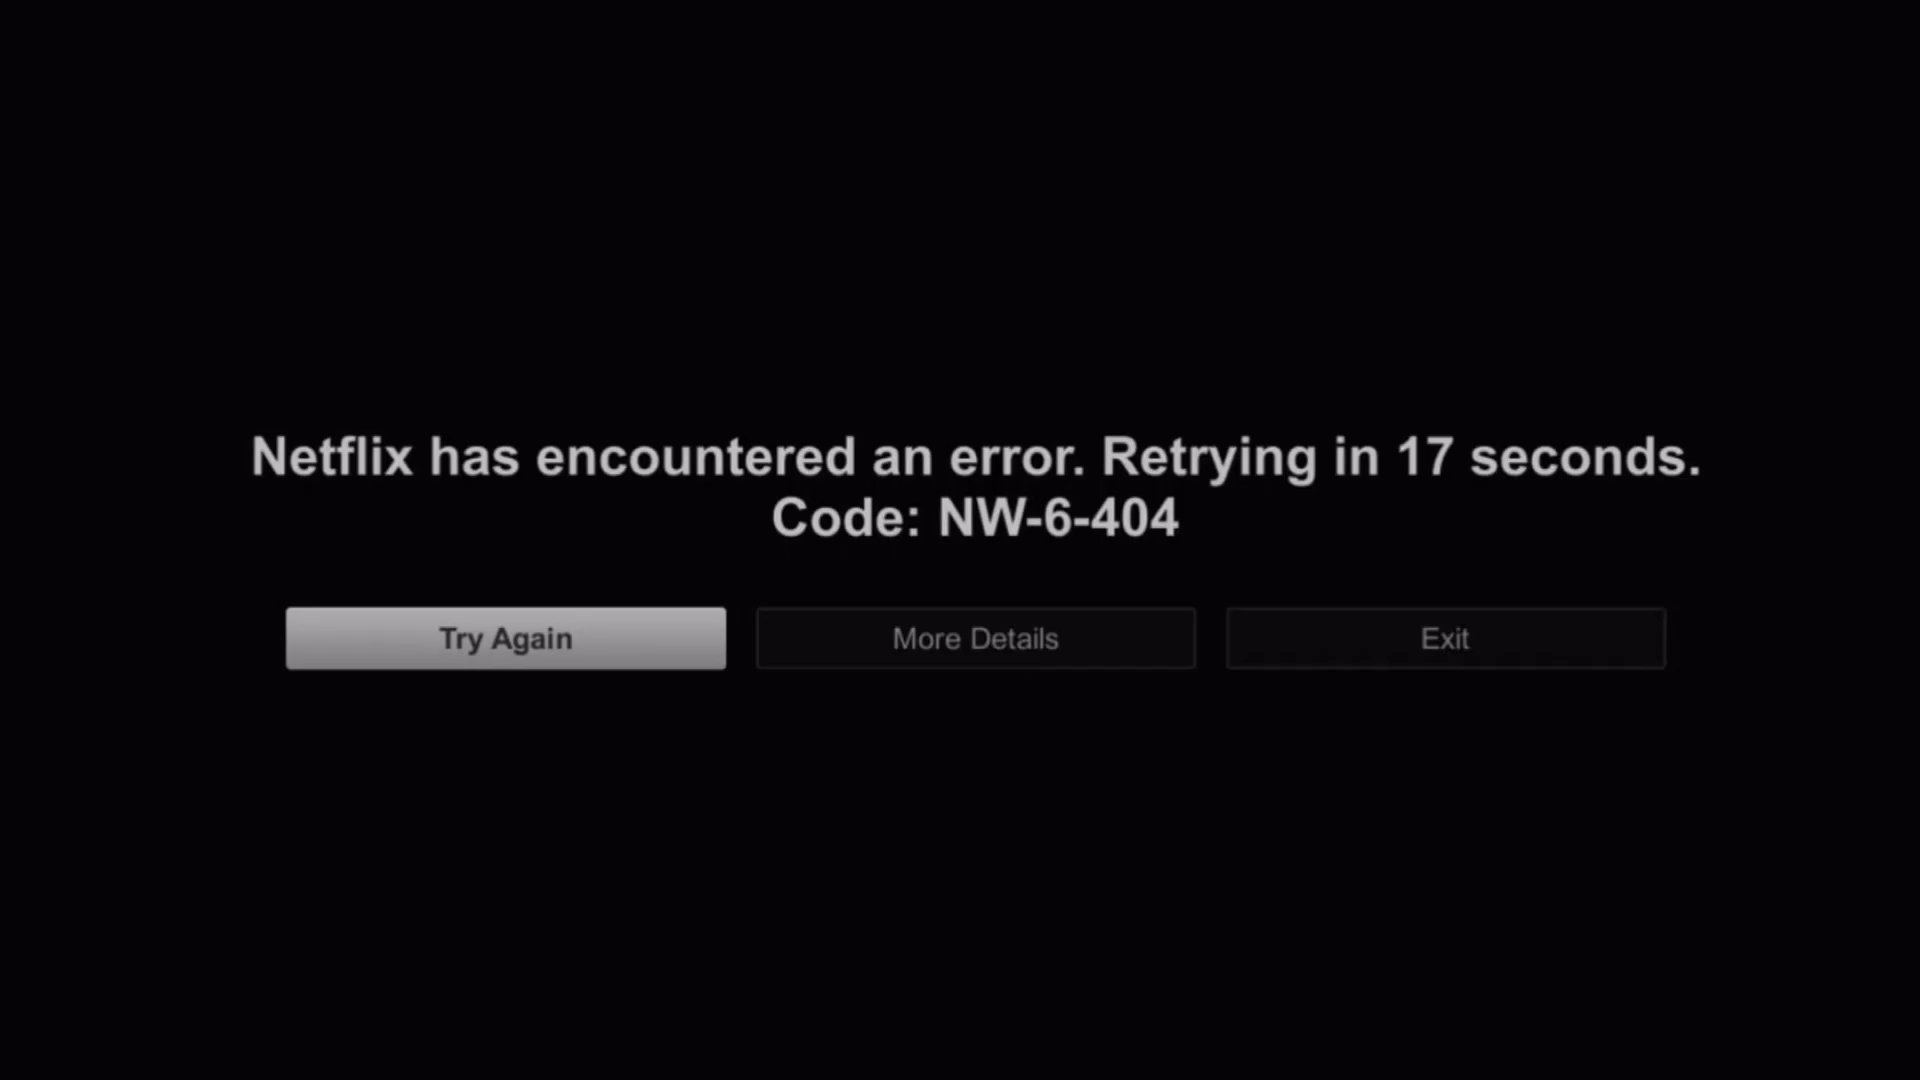 Netflix has encountered an error. Retrying in 17 seconds.
Code: NW-6-404
Try Again
More Details
Exit